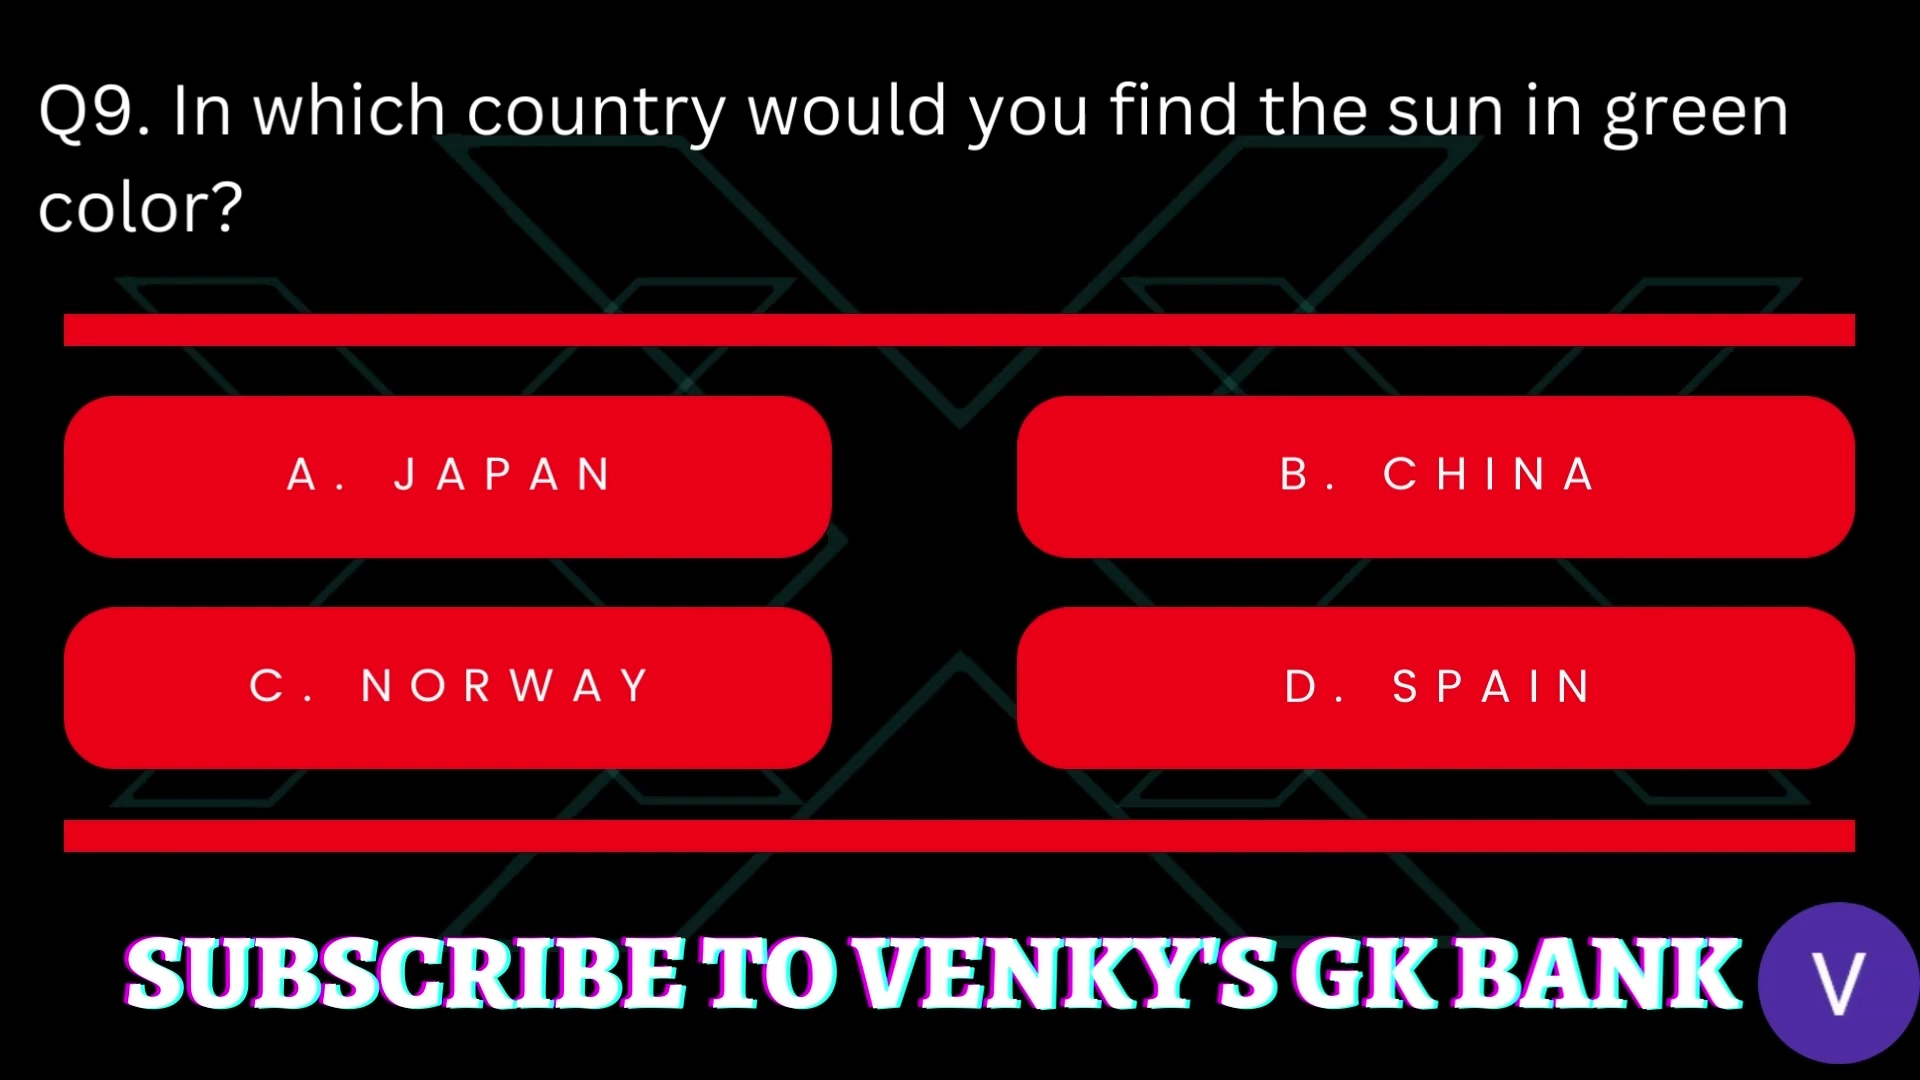 Q9. In which country would you find the sun in green
color?
A. JAPAN
B. CHINA
C. NORWAY
D. SPAIN
SUBSCRIBE TO VENKY'S GK BANK
V